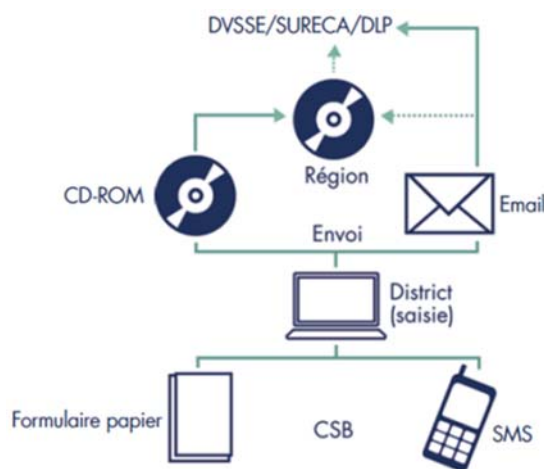 DVSSE/SURECA/DLP
Région
CD-ROM
Email
Envoi
District
(saisie)
Formulaire papier
CSB
SMS